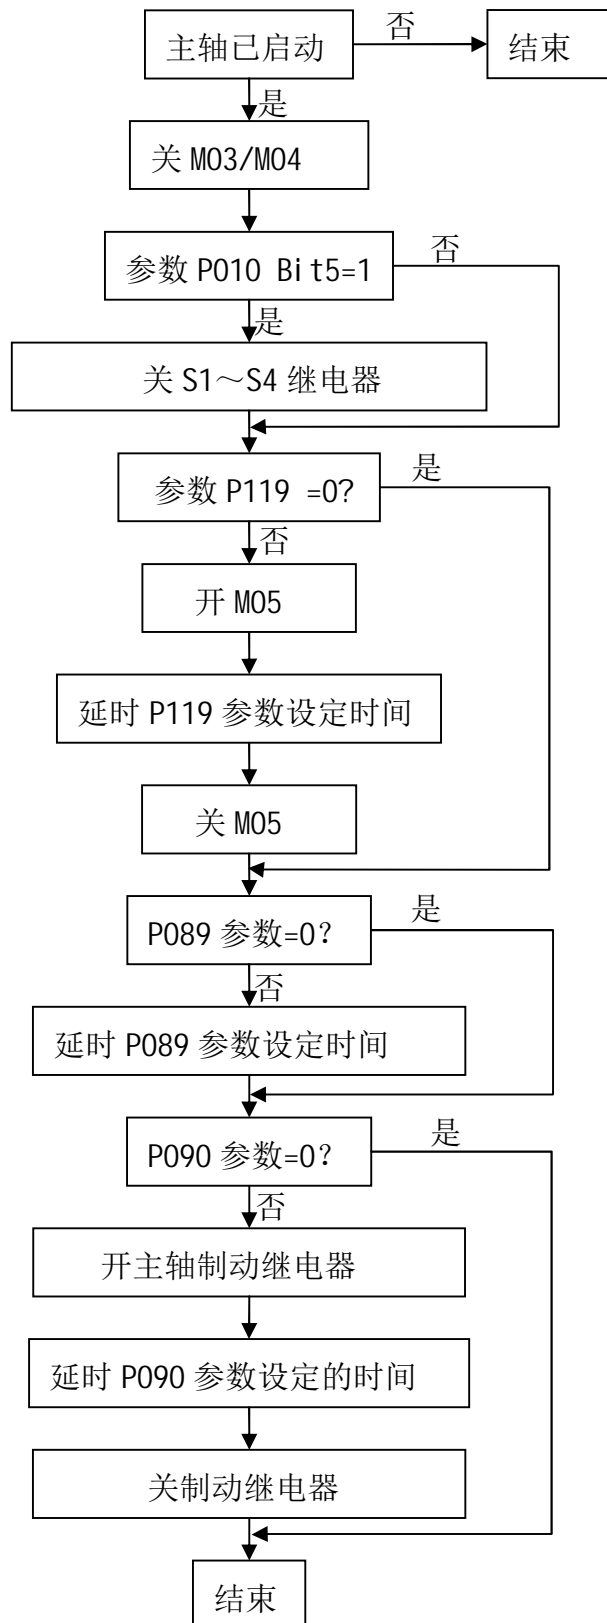 主轴已启动
否
结束
是
关 M03/M04
参数 P010 Bit5=1
否
是
关 S1～S4 继电器
参数 P119 =0?
是
否
开 M05
延时 P119 参数设定时间
关 M05
P089 参数=0？
是
否
延时 P089 参数设定时间
P090 参数=0？
是
否
开主轴制动继电器
延时 P090 参数设定的时间
关制动继电器
结束